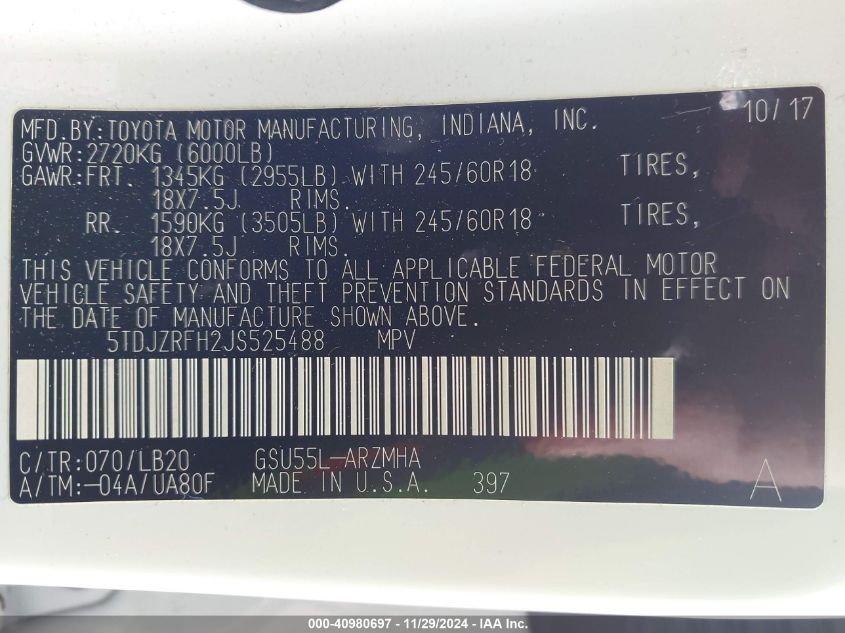 10/17
MFD.BY:TOYOTA MOTOR MANUFACTURING, INDIANA, INC.
GVWR:2720KG (6000LB)
GAWR:FRT. 1345KG (2955LB) WITH 245/60R18 TIRES,
18X7.5J RIMS.
RR. 1590KG (3505LB) WITH 245/60R18 TIRES,
18X7.5J RIMS.
THIS VEHICLE CONFORMS TO ALL APPLICABLE FEDERAL MOTOR
VEHICLE SAFETY AND THEFT PREVENTION STANDARDS IN EFFECT ON
THE DATE OF MANUFACTURE SHOWN ABOVE.
5TDJZRFH2JS525488 MPV
C/TR:070/LB20 GSU55L-ARZMHA
A/TM:-04A/UA80F MADE IN U.S.A. 397 A
000-40980697 - 11/29/2024 - IAA Inc.